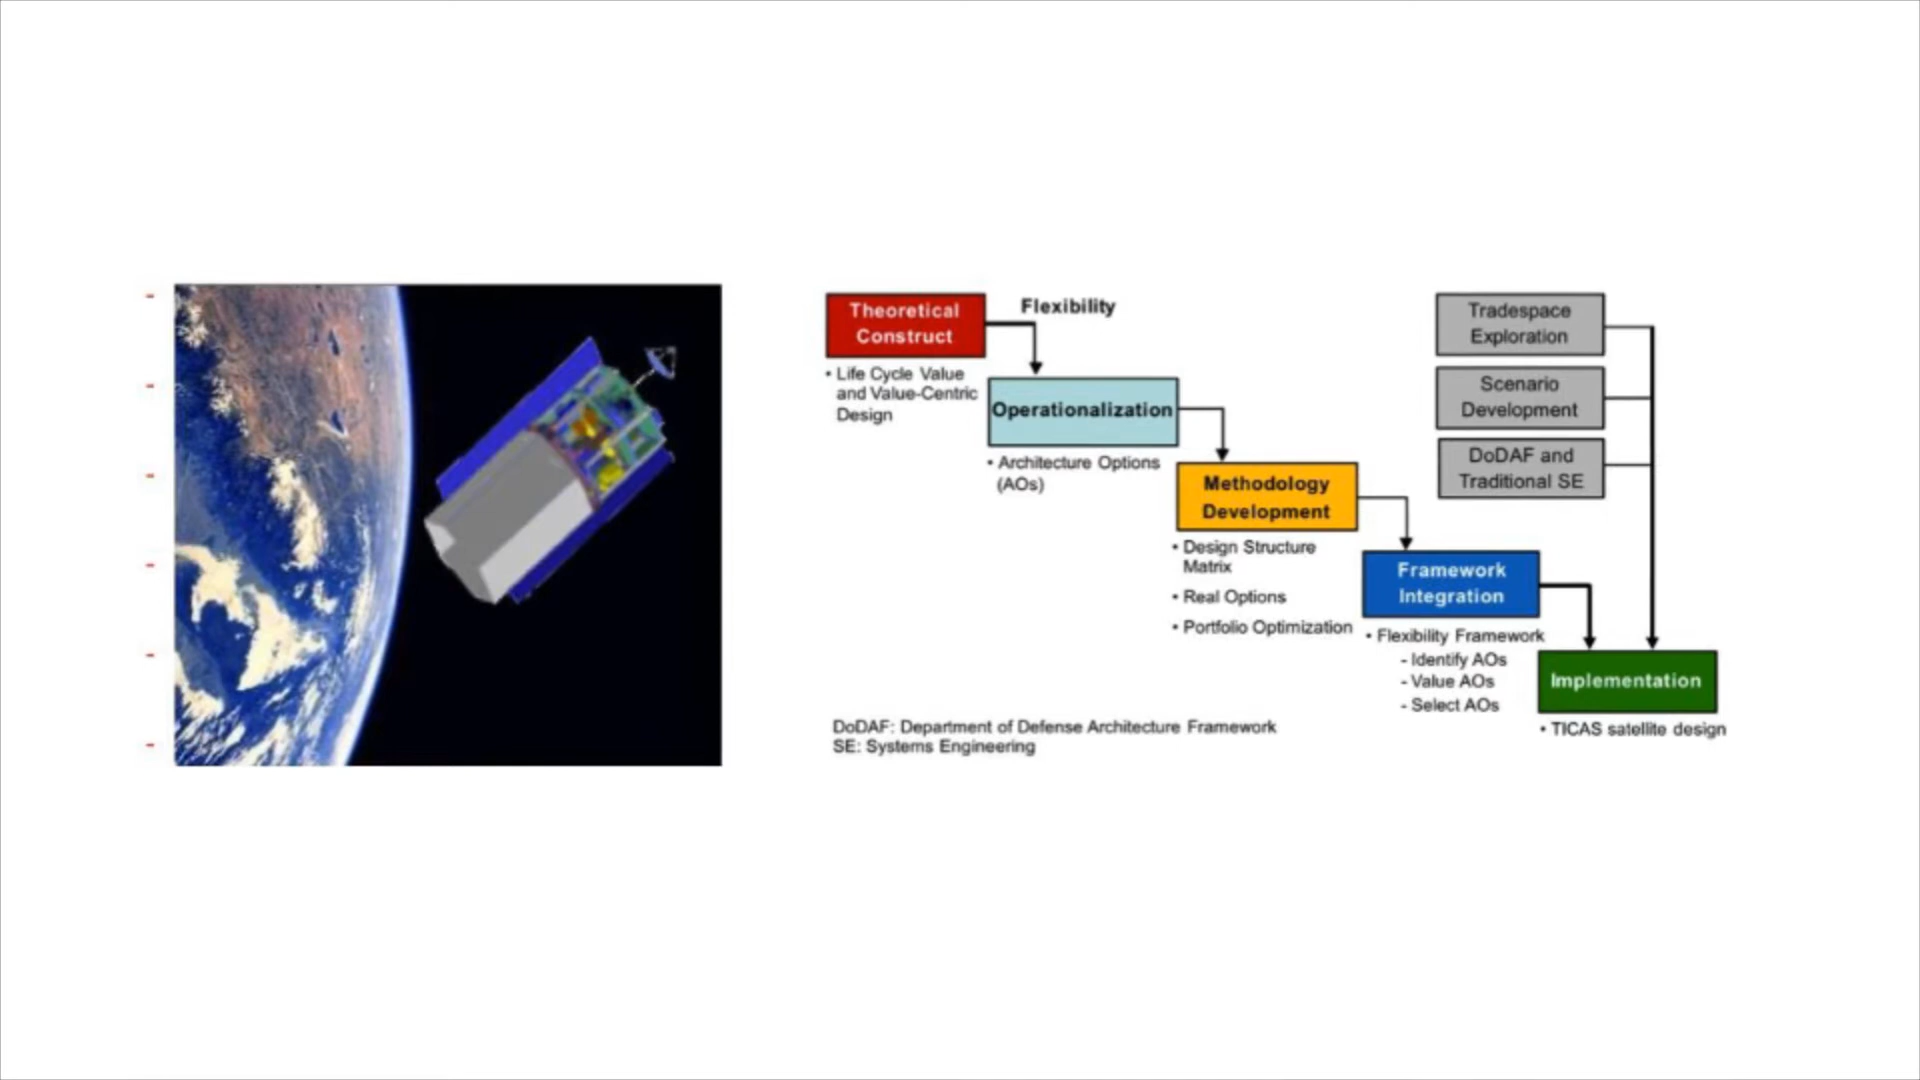 Theoretical
Construct
Flexibility
• Life Cycle Value
and Value-Centric
Design
Operationalization
• Architecture Options
(AOs)
Methodology
Development
• Design Structure
Matrix
• Real Options
• Portfolio Optimization
Framework
Integration
• Flexibility Framework
- Identify AOs
- Value AOs
- Select AOs
Tradespace
Exploration
Scenario
Development
DoDAF and
Traditional SE
Implementation
• TICAS satellite design
DoDAF: Department of Defense Architecture Framework
SE: Systems Engineering